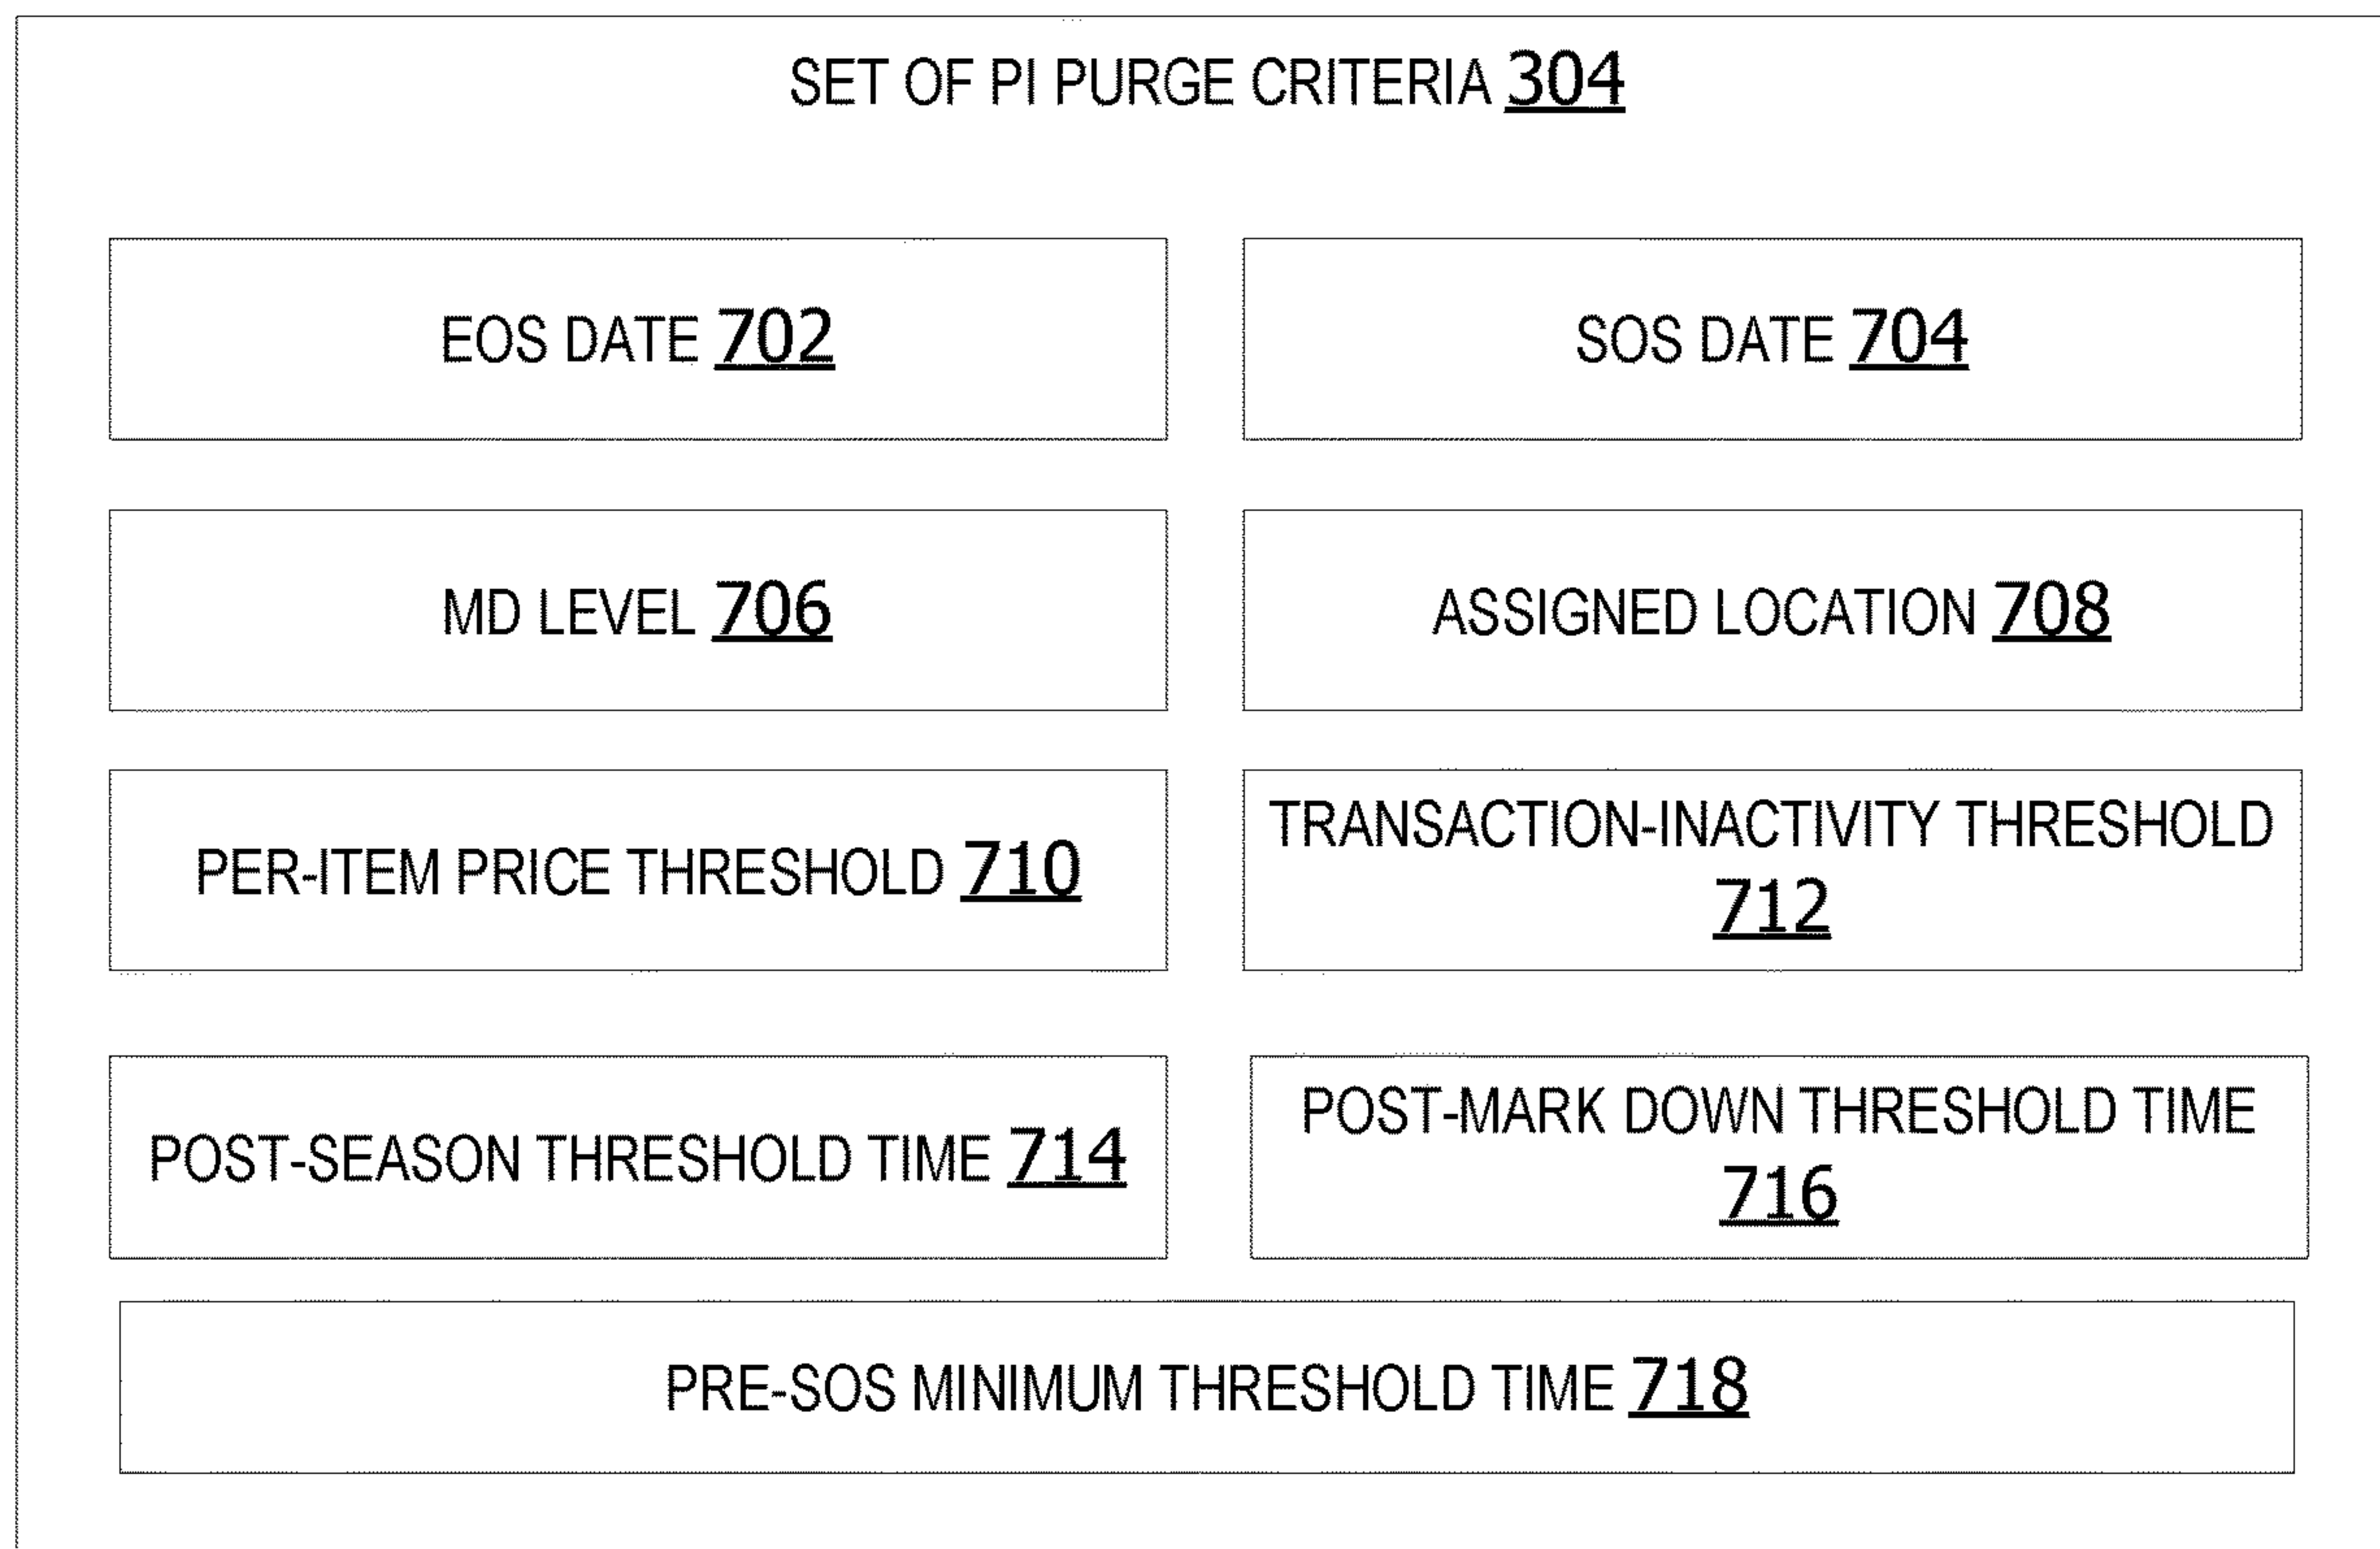 SET OF PI PURGE CRITERIA 304
EOS DATE 702
SOS DATE 704
MD LEVEL 706
ASSIGNED LOCATION 708
PER-ITEM PRICE THRESHOLD 710
TRANSACTION-INACTIVITY THRESHOLD
712
POST-SEASON THRESHOLD TIME 714
POST-MARK DOWN THRESHOLD TIME
716
PRE-SOS MINIMUM THRESHOLD TIME 718